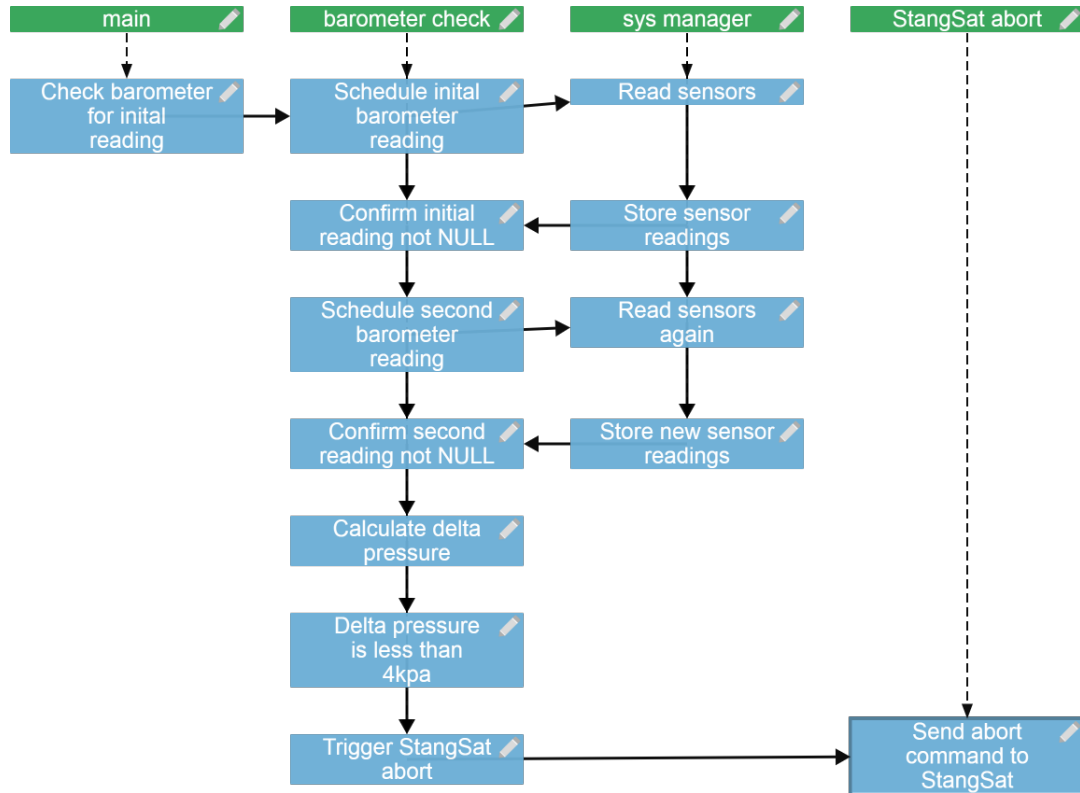 main
barometer check
sys manager
StangSat abort
Check barometer
for inital
reading
Schedule inital
barometer
reading
Read sensors
Confirm initial
reading not NULL
Store sensor
readings
Schedule second
barometer
reading
Read sensors
again
Confirm second
reading not NULL
Store new sensor
readings
Calculate delta
pressure
Delta pressure
is less than
4kpa
Trigger StangSat
abort
Send abort
command to
StangSat